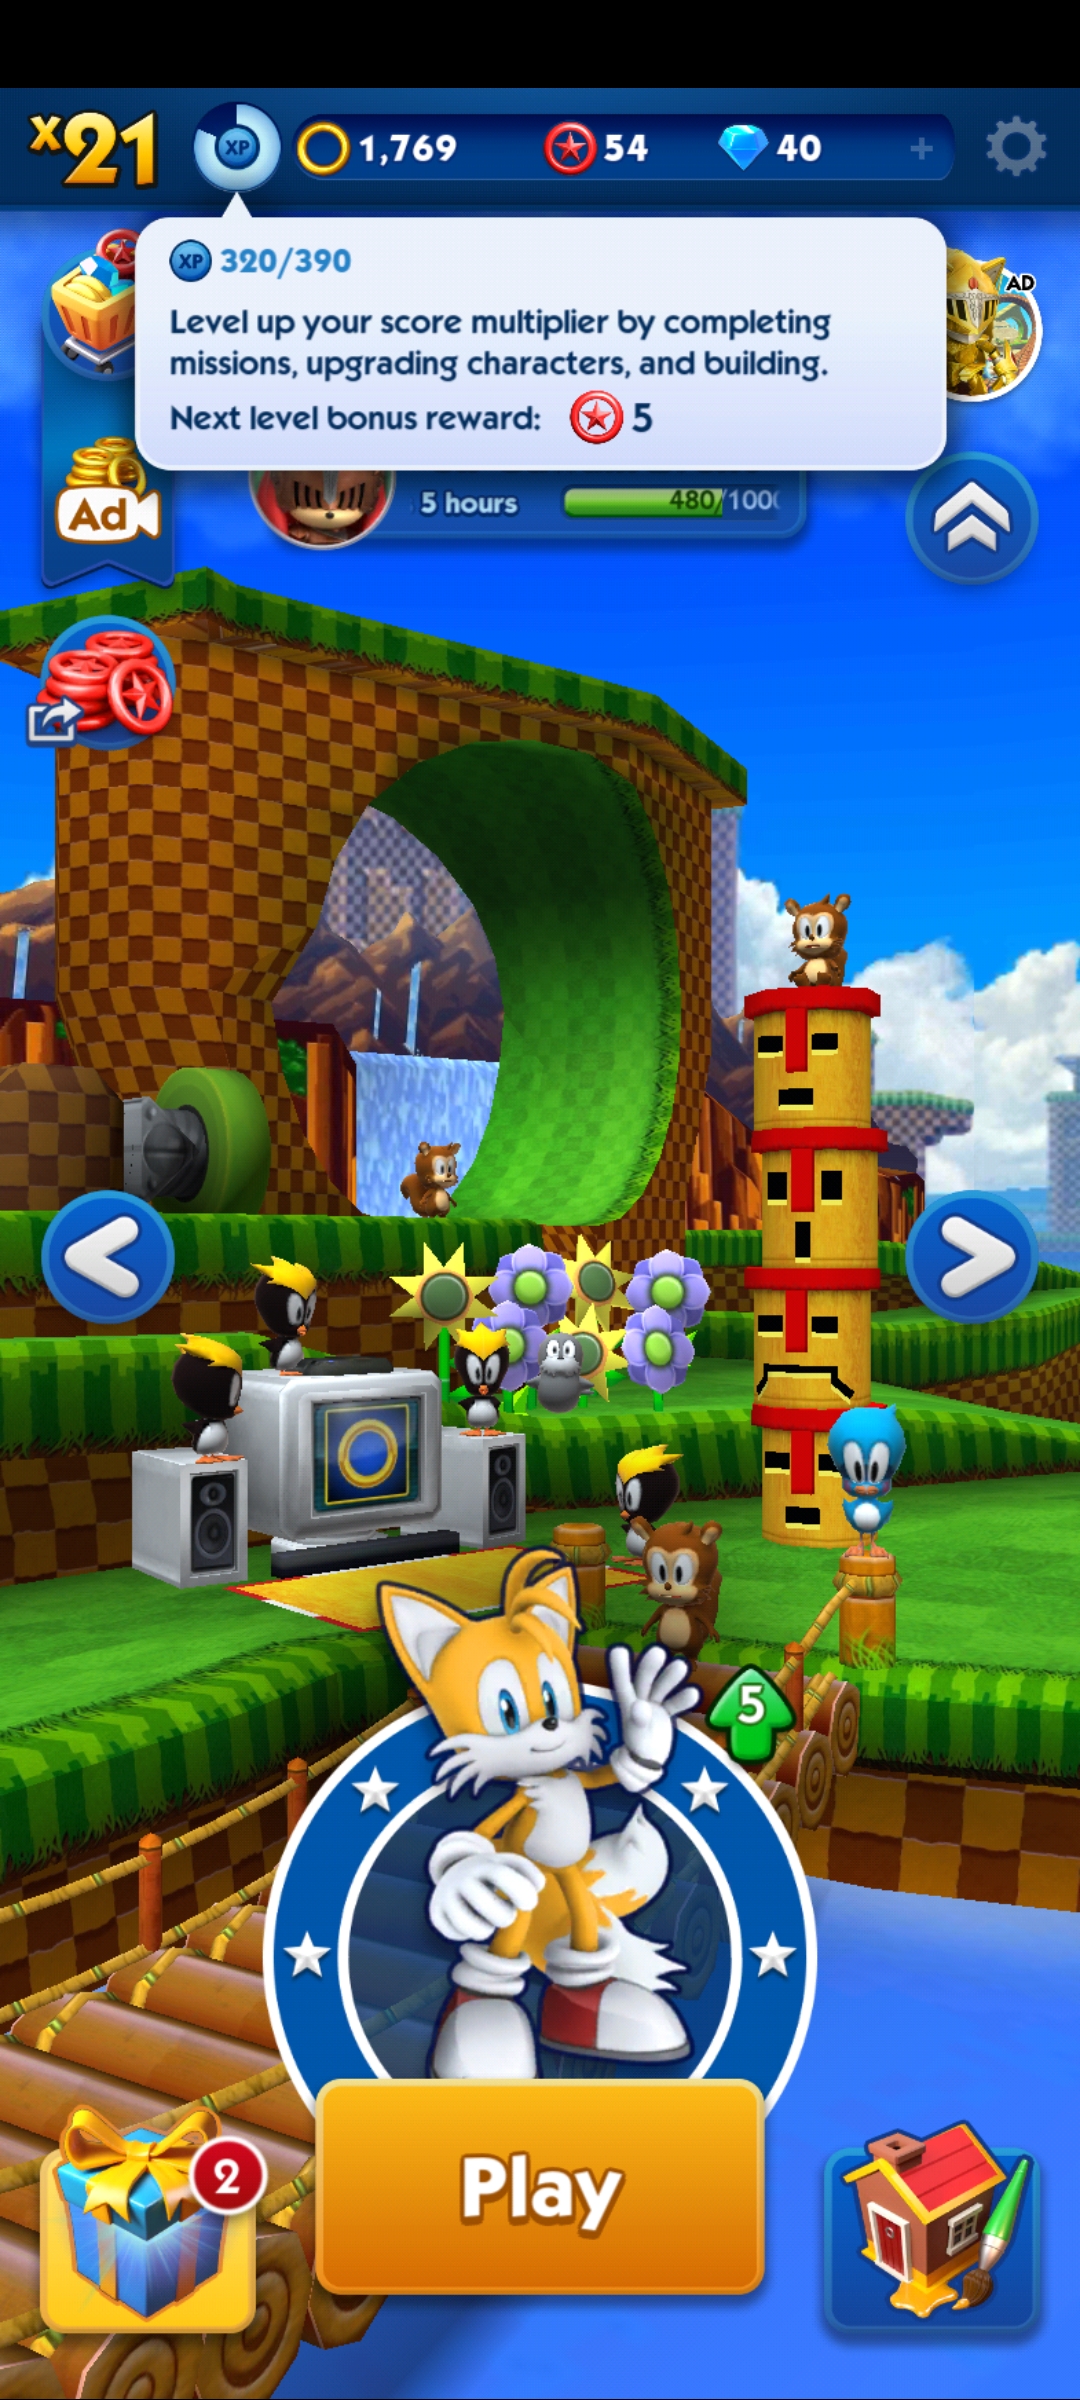 x21
XP
1,769
54
40
+
XP 320/390
Level up your score multiplier by completing
missions, upgrading characters, and building.
Next level bonus reward: 5
AD
Ad
5 hours
480/100
5
Play
2